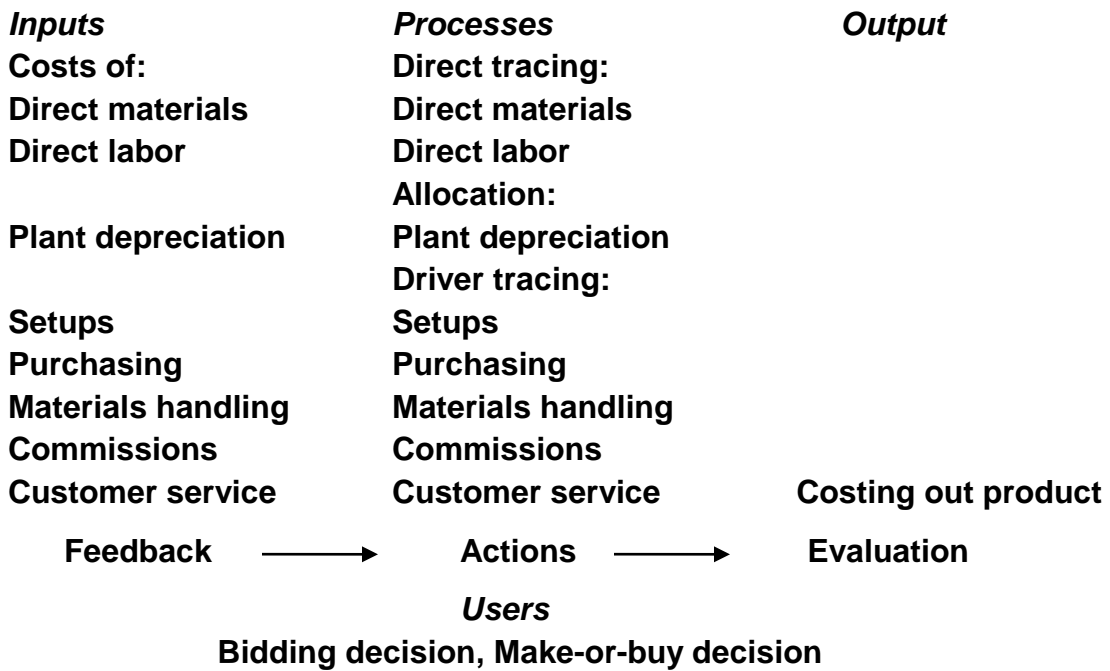 Inputs Processes Output
Costs of: Direct tracing:
Direct materials Direct materials
Direct labor Direct labor
Allocation:
Plant depreciation Plant depreciation
Driver tracing:
Setups Setups
Purchasing Purchasing
Materials handling Materials handling
Commissions Commissions
Customer service Customer service Costing out product
Feedback Actions Evaluation
Users
Bidding decision, Make-or-buy decision